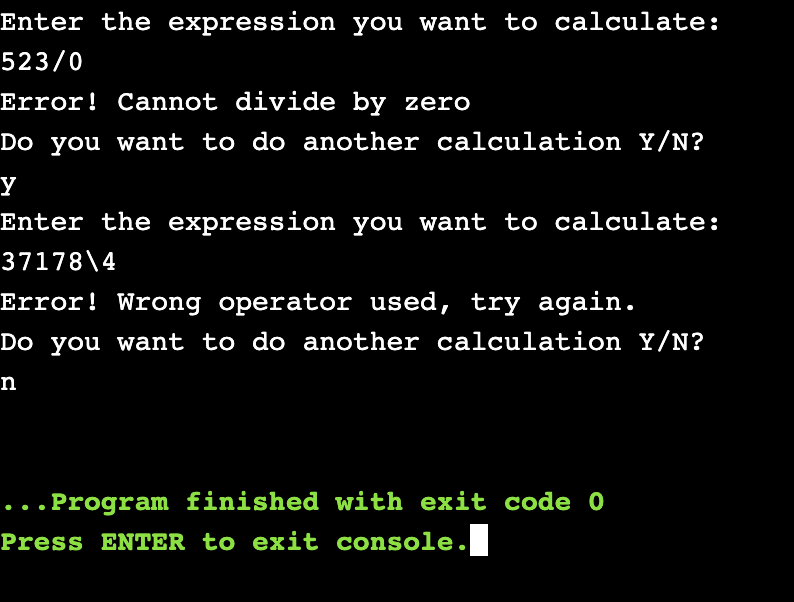 Enter the expression you want to calculate:
523/0
Error! Cannot divide by zero
Do you want to do another calculation Y/N?
y
Enter the expression you want to calculate:
37178\4
Error! Wrong operator used, try again.
Do you want to do another calculation Y/N?
n
...Program finished with exit code 0
Press ENTER to exit console.